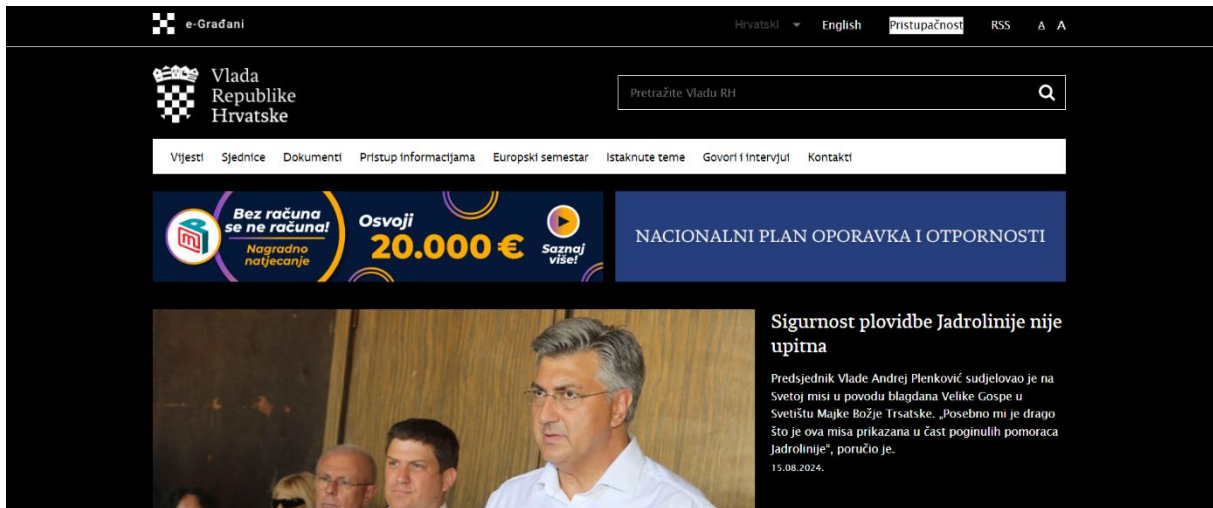 e-Građani
Hrvatski
English
Pristupačnost
RSS
A A
Vlada
Republike
Hrvatske
Pretražite Vladu RH
Vijesti Sjednice Dokumenti Pristup informacijama Europski semestar Istaknute teme Govori i intervjui Kontakti
Bez računa
se ne računa!
Nagradno
natjecanje
Osvoji
20.000 €
Saznaj
više!
NACIONALNI PLAN OPORAVKA I OTPORNOSTI
Sigurnost plovidbe Jadrolinije nije
upitna
Predsjednik Vlade Andrej Plenković sudjelovao je na
Svetoj misi u povodu blagdana Velike Gospe u
Svetištu Majke Božje Trsatske. „Posebno mi je drago
što je ova misa prikazana u čast poginulih pomoraca
Jadrolinije“, poručio je.
15.08.2024.